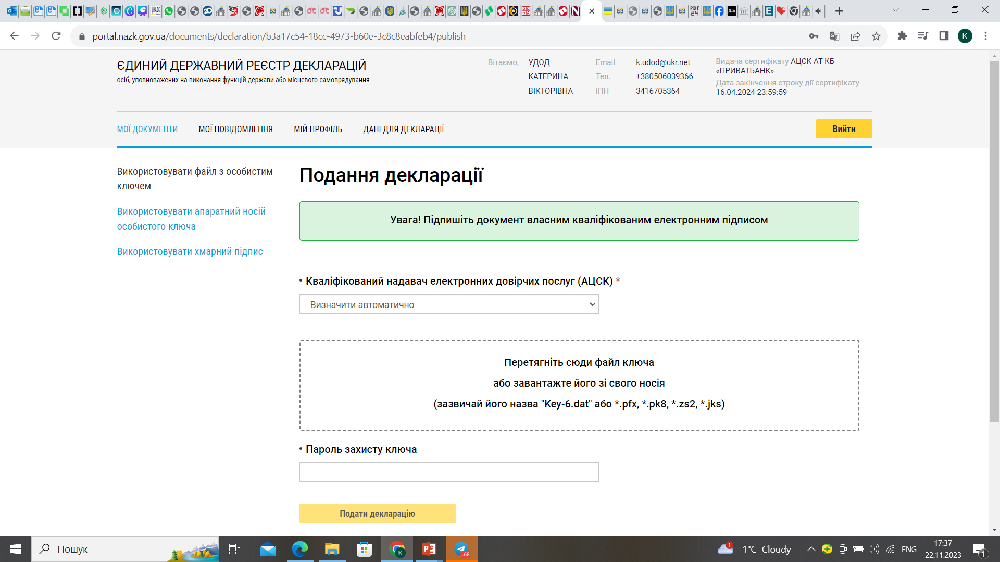 portal.nazk.gov.ua/documents/declaration/b3a17c54-18cc-4973-b60e-3c8c8eabfeb4/publish
K
ЄДИНИЙ ДЕРЖАВНИЙ РЕЄСТР ДЕКЛАРАЦІЙ
осіб, уповноважених на виконання функцій держави або місцевого самоврядування
Вітаємо,
УДОД
КАТЕРИНА
ВІКТОРІВНА
Email
k.udod@ukr.net
Тел.
+380506039366
ІПН
3416705364
Видача сертифікату АЦСК АТ КБ
«ПРИВАТБАНК»
Дата закінчення строку дії сертифікату
16.04.2024 23:59:59
МОЇ ДОКУМЕНТИ
МОЇ ПОВІДОМЛЕННЯ
МІЙ ПРОФІЛЬ
ДАНІ ДЛЯ ДЕКЛАРАЦІЇ
Вийти
Використовувати файл з особистим
ключем
Використовувати апаратний носій
особистого ключа
Використовувати хмарний підпис
Подання декларації
Увага! Підпишіть документ власним кваліфікованим електронним підписом
• Кваліфікований надавач електронних довірчих послуг (АЦСК) *
Визначити автоматично
Перетягніть сюди файл ключа
або завантажте його зі свого носія
(зазвичай його назва "Key-6.dat" або *.pfx, *.pk8, *.zs2, *.jks)
• Пароль захисту ключа
Подати декларацію
Пошук
..68
1
-1°C Cloudy
ENG
17:37
22.11.2023
1